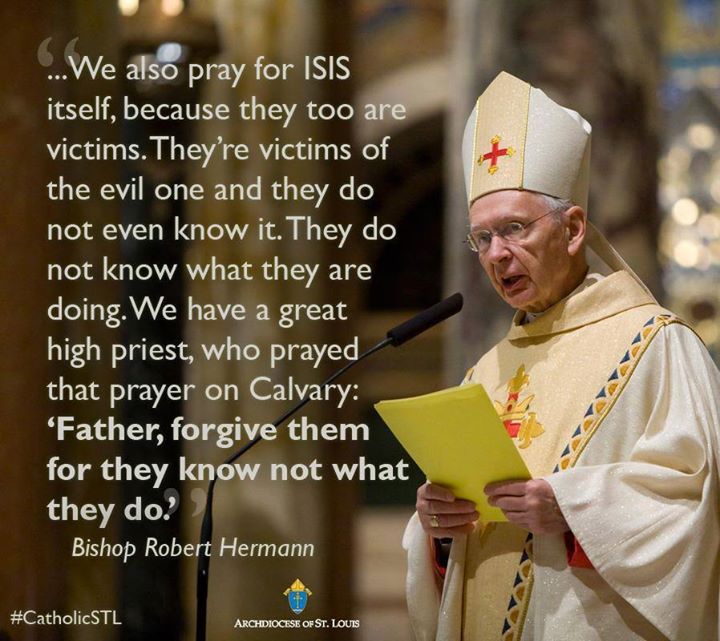 “...We also pray for ISIS
itself, because they too are
victims. They’re victims of
the evil one and they do
not even know it. They do
not know what they are
doing. We have a great
high priest, who prayed
that prayer on Calvary:
‘Father, forgive them
for they know not what
they do.’”
Bishop Robert Hermann
#CatholicSTL
ARCHDIOCESE OF ST. LOUIS